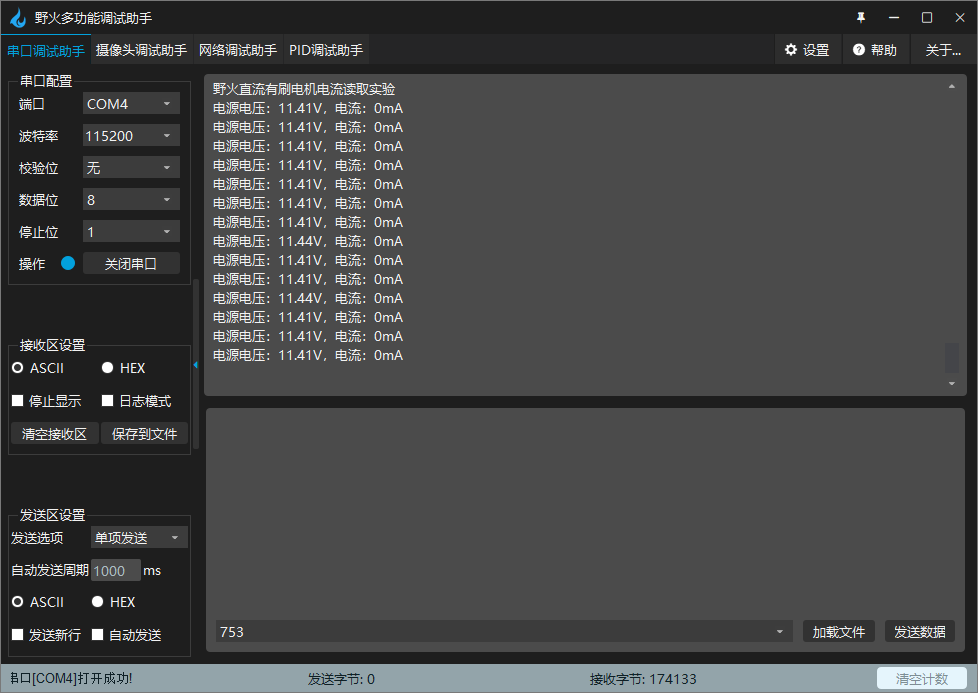 野火多功能调试助手
串口调试助手 摄像头调试助手 网络调试助手 PID调试助手 设置 帮助 关于...
串口配置
端口 COM4
波特率 115200
校验位 无
数据位 8
停止位 1
操作 关闭串口
接收区设置
ASCII HEX
停止显示 日志模式
清空接收区 保存到文件
发送区设置
发送选项 单项发送
自动发送周期 1000 ms
ASCII HEX
发送新行 自动发送
野火直流有刷电机电流读取实验
电源电压：11.41V，电流：0mA
电源电压：11.41V，电流：0mA
电源电压：11.41V，电流：0mA
电源电压：11.41V，电流：0mA
电源电压：11.41V，电流：0mA
电源电压：11.41V，电流：0mA
电源电压：11.41V，电流：0mA
电源电压：11.44V，电流：0mA
电源电压：11.41V，电流：0mA
电源电压：11.41V，电流：0mA
电源电压：11.44V，电流：0mA
电源电压：11.41V，电流：0mA
电源电压：11.41V，电流：0mA
电源电压：11.41V，电流：0mA
753 加载文件 发送数据
串口[COM4]打开成功! 发送字节: 0 接收字节: 174133 清空计数